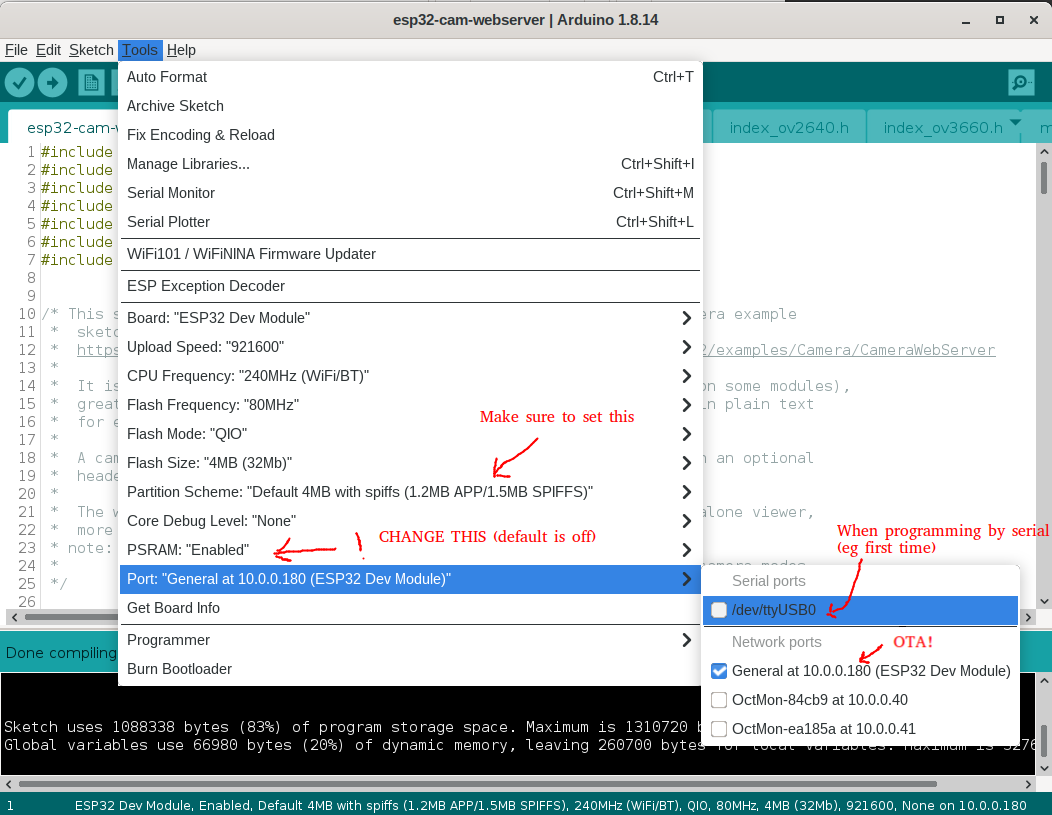 esp32-cam-webserver | Arduino 1.8.14
File Edit Sketch Tools Help
esp32-cam-w
index_ov2640.h
index_ov3660.h
m
Auto Format Ctrl+T
Archive Sketch
Fix Encoding & Reload
Manage Libraries... Ctrl+Shift+I
Serial Monitor Ctrl+Shift+M
Serial Plotter Ctrl+Shift+L
WiFi101 / WiFiNINA Firmware Updater
ESP Exception Decoder
Board: "ESP32 Dev Module"
Upload Speed: "921600"
CPU Frequency: "240MHz (WiFi/BT)"
Flash Frequency: "80MHz"
Make sure to set this
Flash Mode: "QIO"
Flash Size: "4MB (32Mb)"
Partition Scheme: "Default 4MB with spiffs (1.2MB APP/1.5MB SPIFFS)"
Core Debug Level: "None"
CHANGE THIS (default is off)
PSRAM: "Enabled"
Port: "General at 10.0.0.180 (ESP32 Dev Module)"
Get Board Info
Programmer
Burn Bootloader
When programming by serial
(eg first time)
Serial ports
/dev/ttyUSB0
Network ports
OTA!
General at 10.0.0.180 (ESP32 Dev Module)
OctMon-84cb9 at 10.0.0.40
OctMon-ea185a at 10.0.0.41
1 #include
2 #include
3 #include
4 #include
5 #include
6 #include
7 #include
8
9
10 /* This s era example
11 * sketc
12 * https 2/examples/Camera/CameraWebServer
13 *
14 * It is on some modules),
15 * great in plain text
16 * for e
17 *
18 * A cam h an optional
19 * heade
20 *
21 * The w alone viewer,
22 * more
23 * note:
24 *
25 */
26
Done compiling
Sketch uses 1088338 bytes (83%) of program storage space. Maximum is 1310720 b
Global variables use 66980 bytes (20%) of dynamic memory, leaving 260700 bytes for local variables. Maximum is 3276
1 ESP32 Dev Module, Enabled, Default 4MB with spiffs (1.2MB APP/1.5MB SPIFFS), 240MHz (WiFi/BT), QIO, 80MHz, 4MB (32Mb), 921600, None on 10.0.0.180